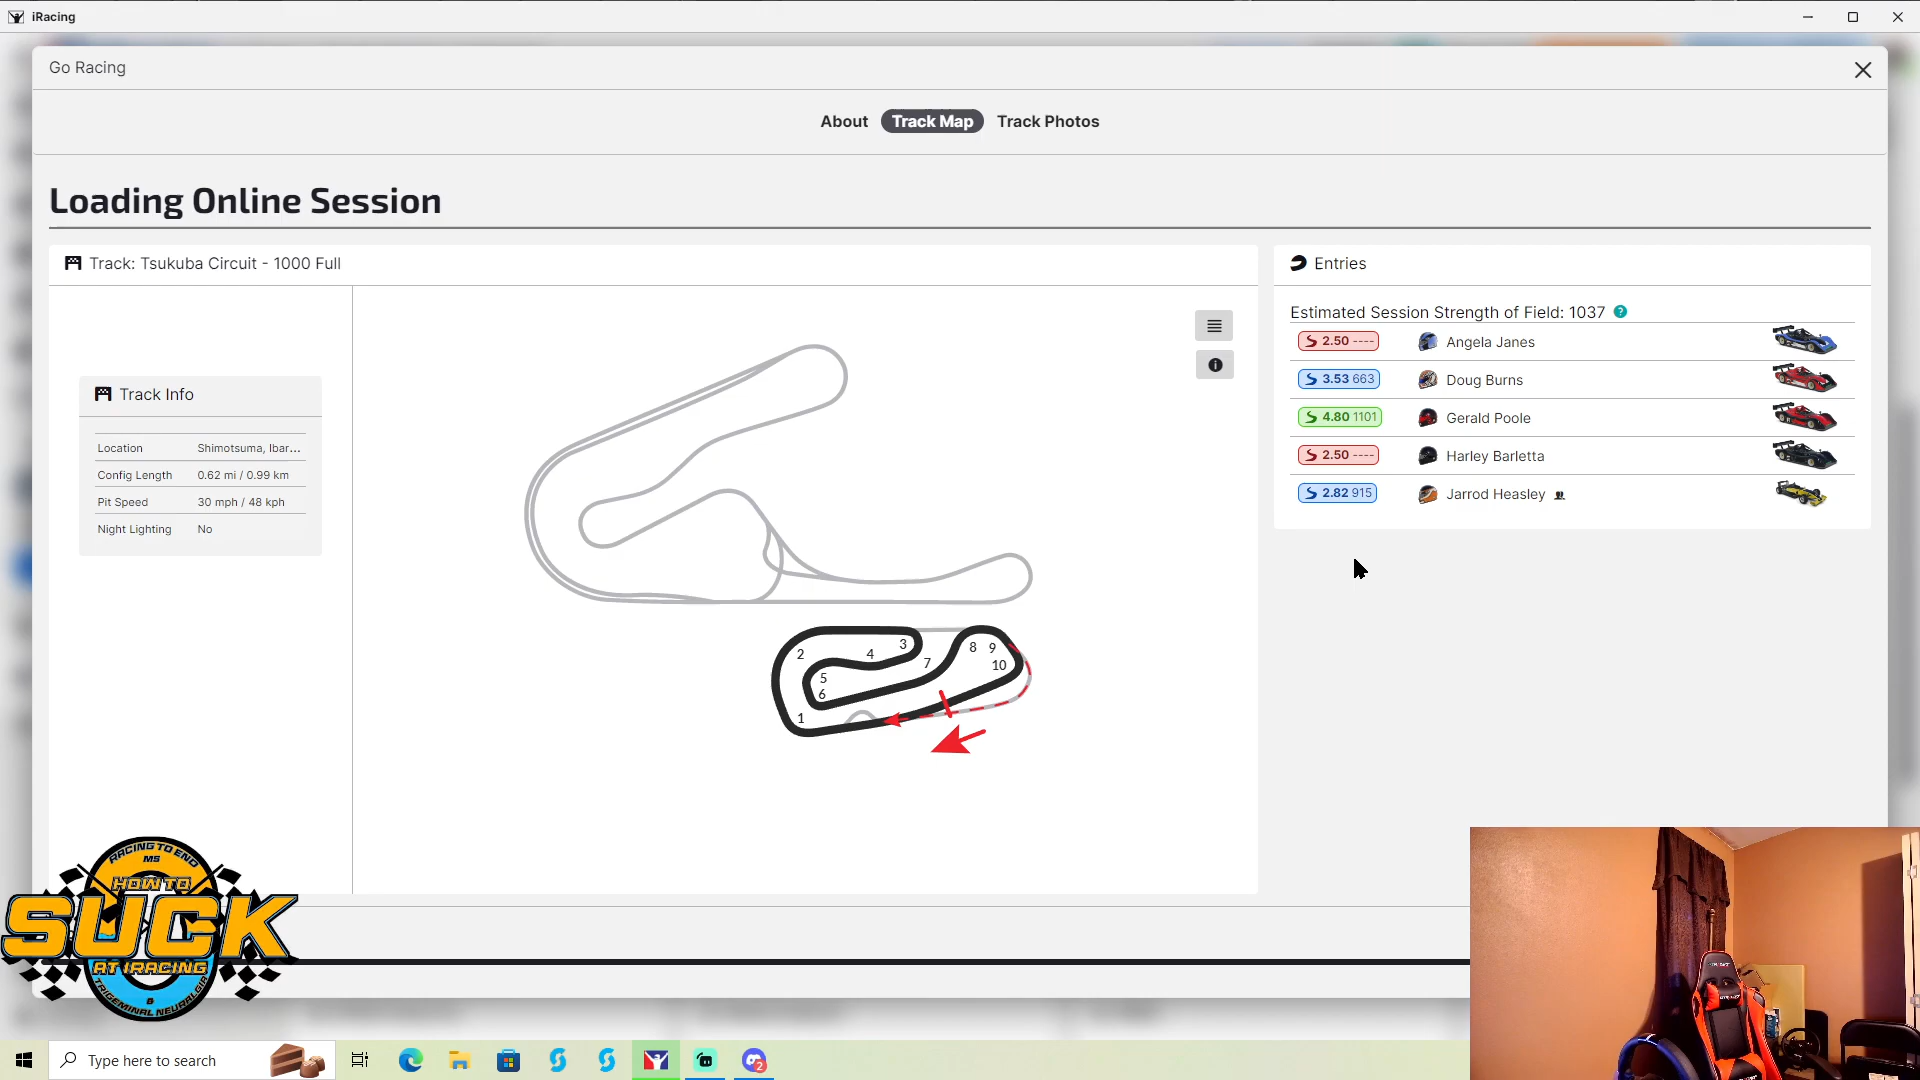 iRacing
Go Racing
About Track Map Track Photos
Loading Online Session
Track: Tsukuba Circuit - 1000 Full
Track Info
Location Shimotsuma, Ibar...
Config Length 0.62 mi / 0.99 km
Pit Speed 30 mph / 48 kph
Night Lighting No
2
3
4
5
6
7
8
9
10
1
Entries
Estimated Session Strength of Field: 1037 ?
2.50 ---- Angela Janes
3.53 663 Doug Burns
4.80 1101 Gerald Poole
2.50 ---- Harley Barletta
2.82 915 Jarrod Heasley
RACING TO END
MS
HOW TO
SUCK
AT IRACING
&
TRIGEMINAL NEURALGIA
Type here to search
2